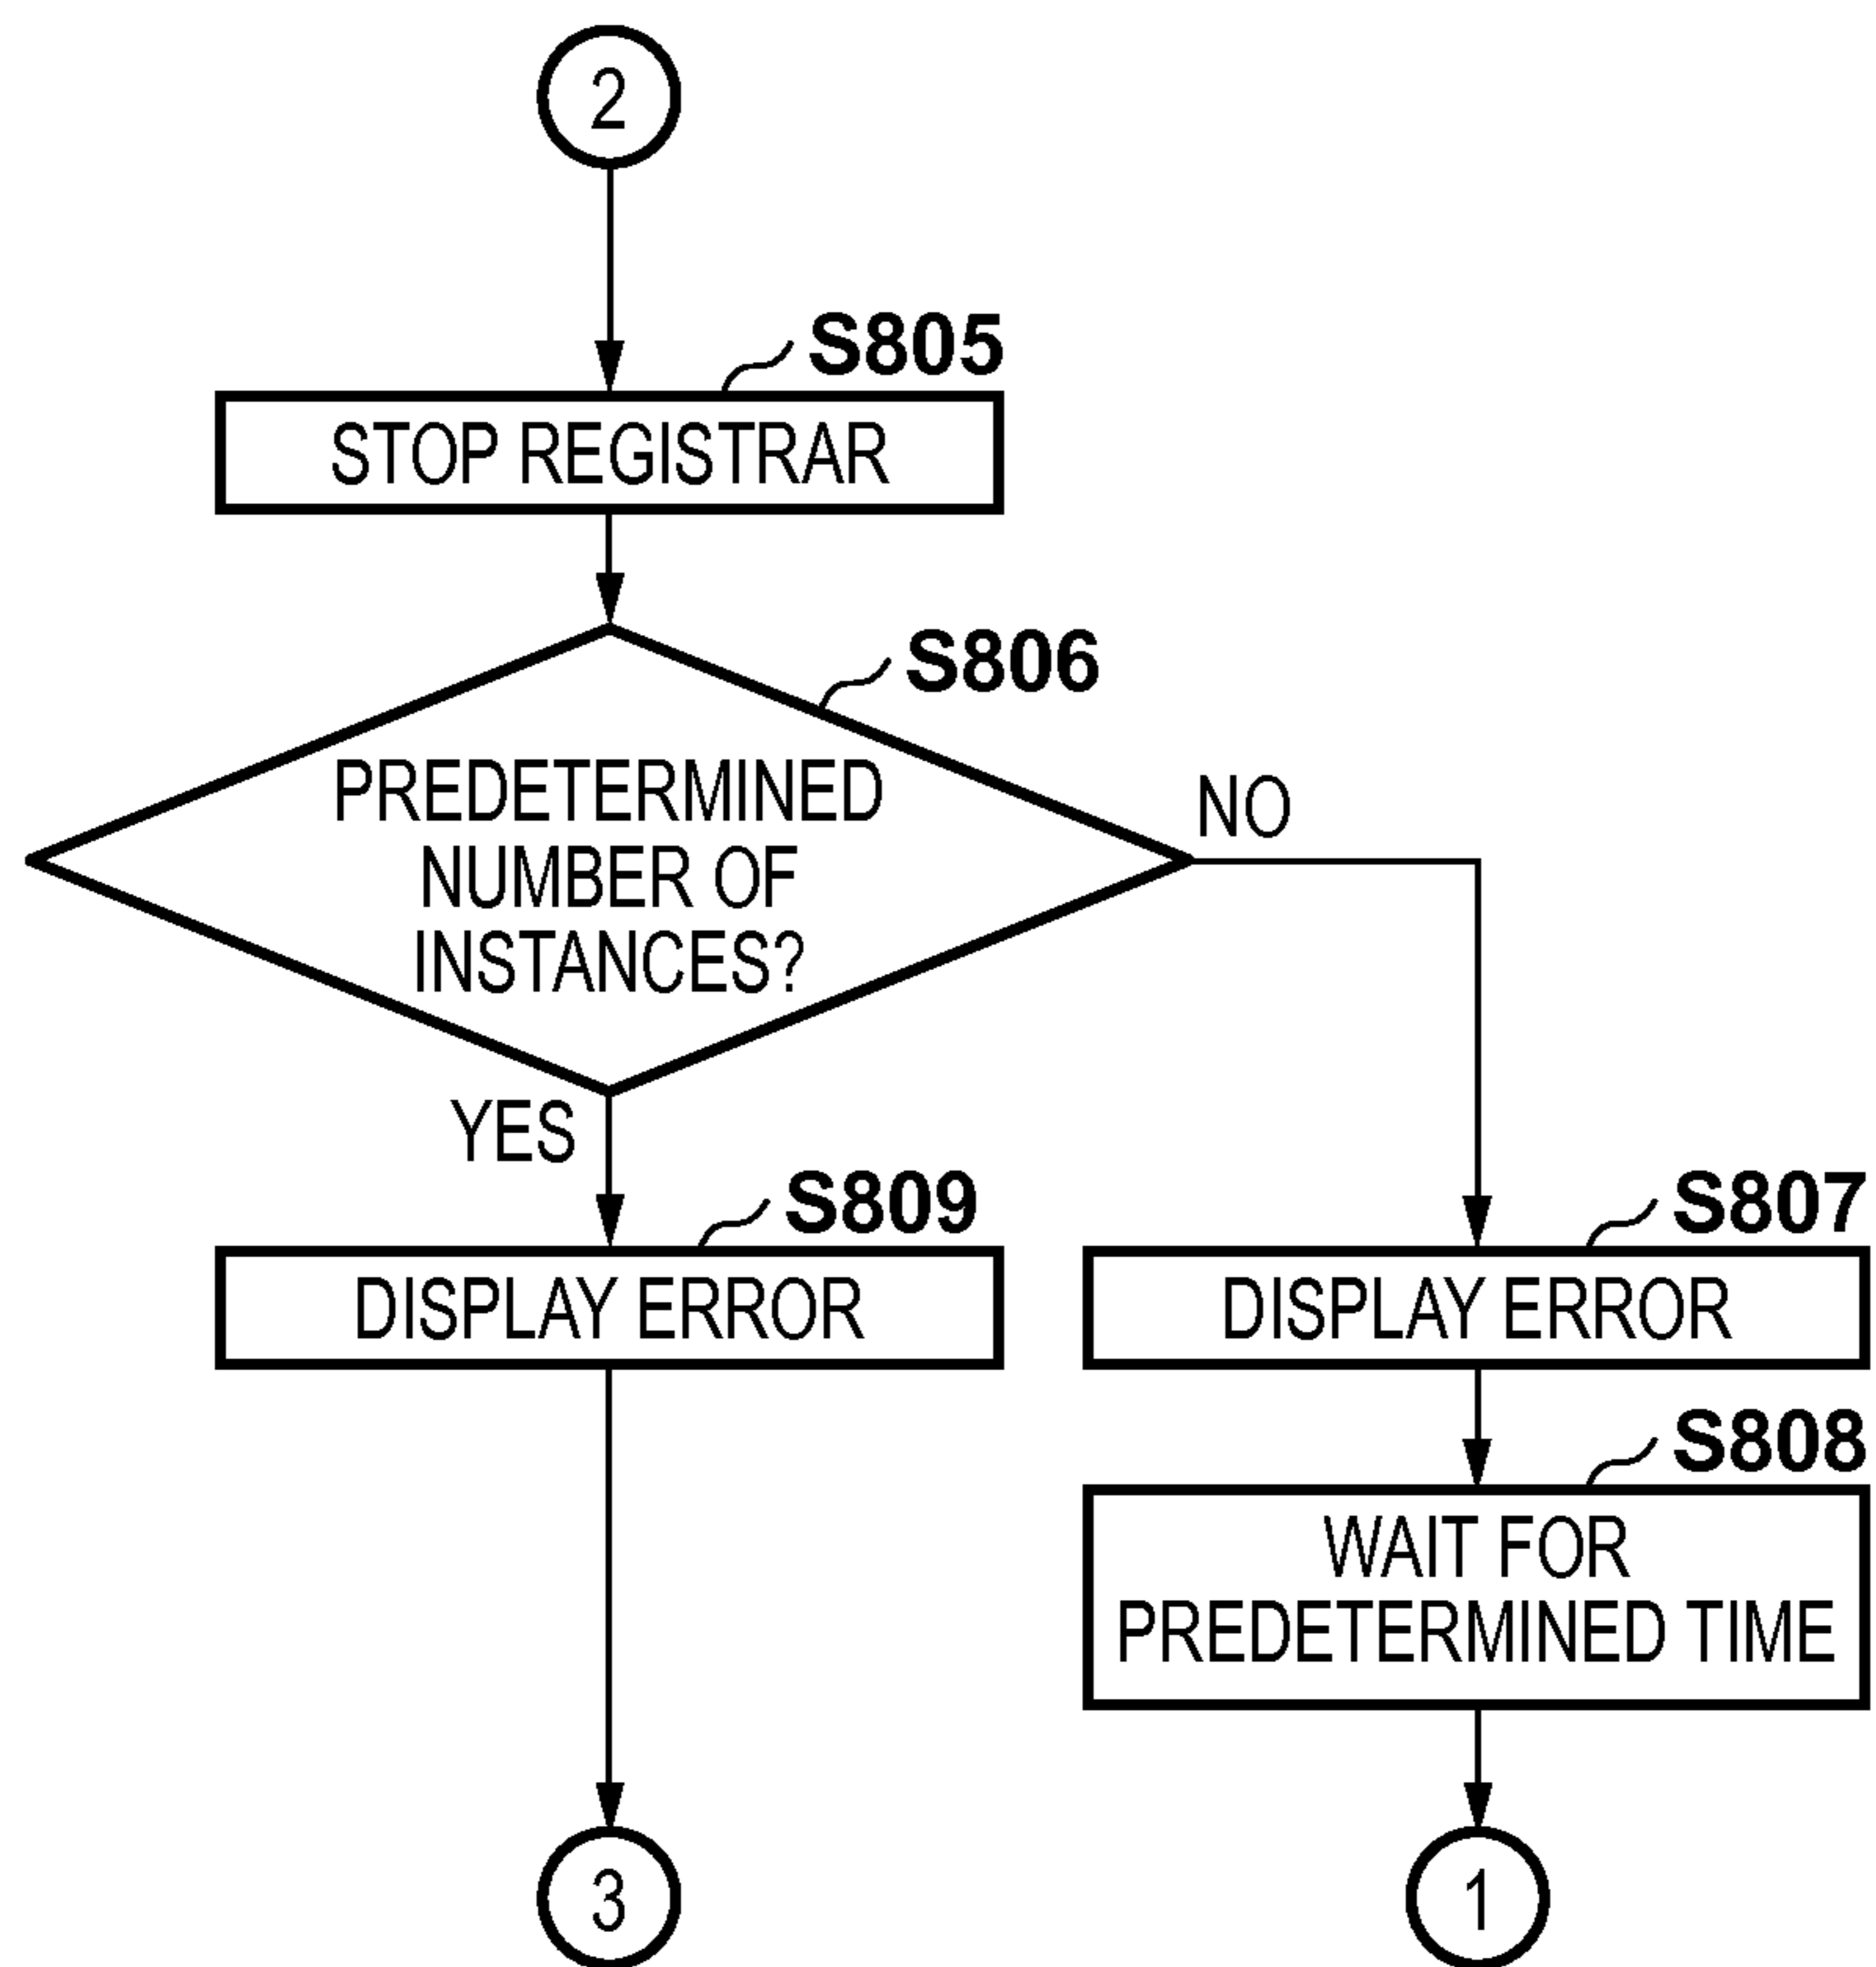 2
S805
STOP REGISTRAR
S806
PREDETERMINED
NUMBER OF
INSTANCES?
NO
YES
S809
DISPLAY ERROR
S807
DISPLAY ERROR
S808
WAIT FOR
PREDETERMINED TIME
3
1